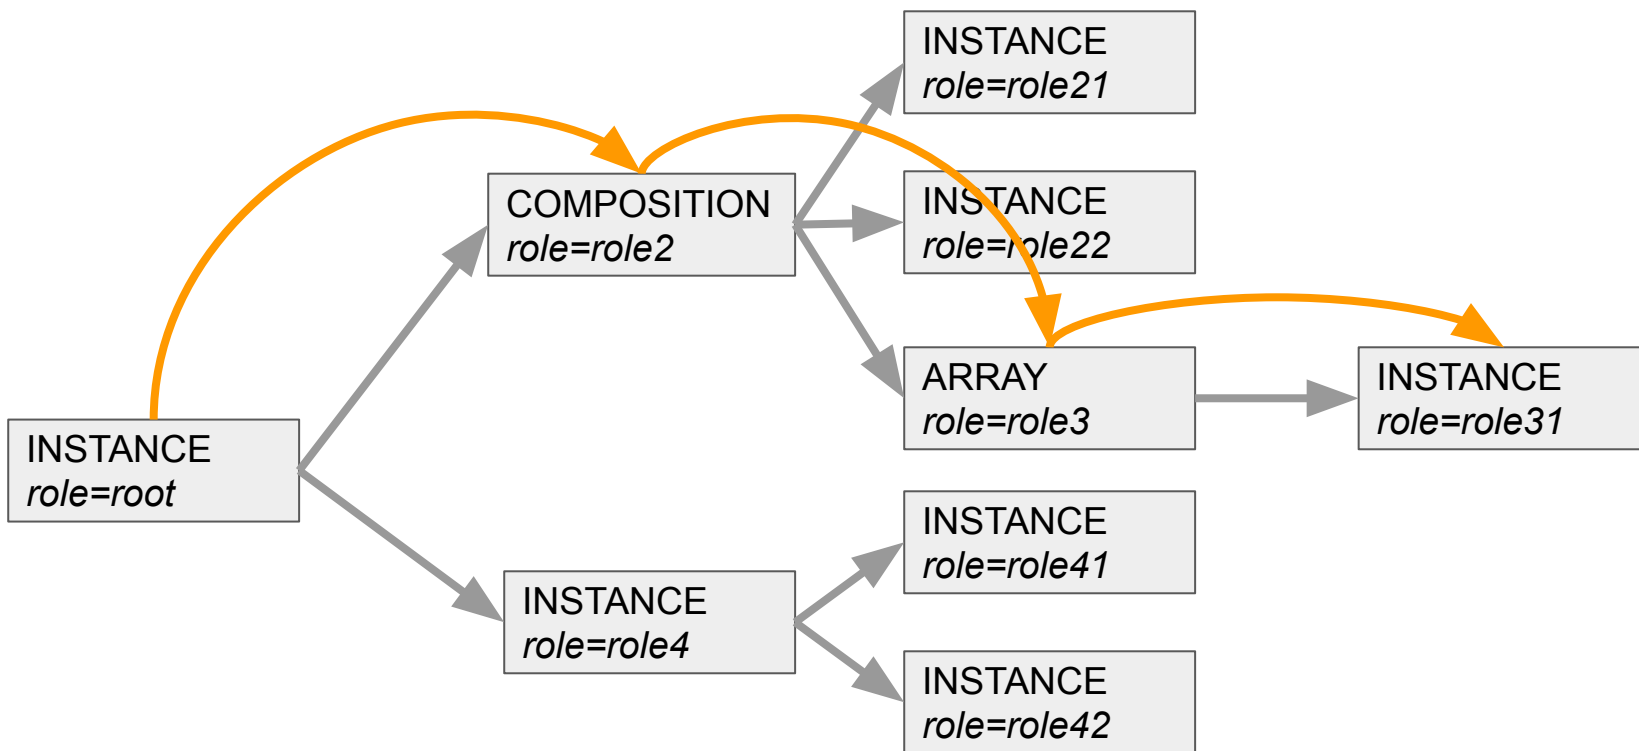 INSTANCE
role=role21
COMPOSITION
role=role2
INSTANCE
role=role22
ARRAY
role=role3
INSTANCE
role=role31
INSTANCE
role=root
INSTANCE
role=role41
INSTANCE
role=role4
INSTANCE
role=role42